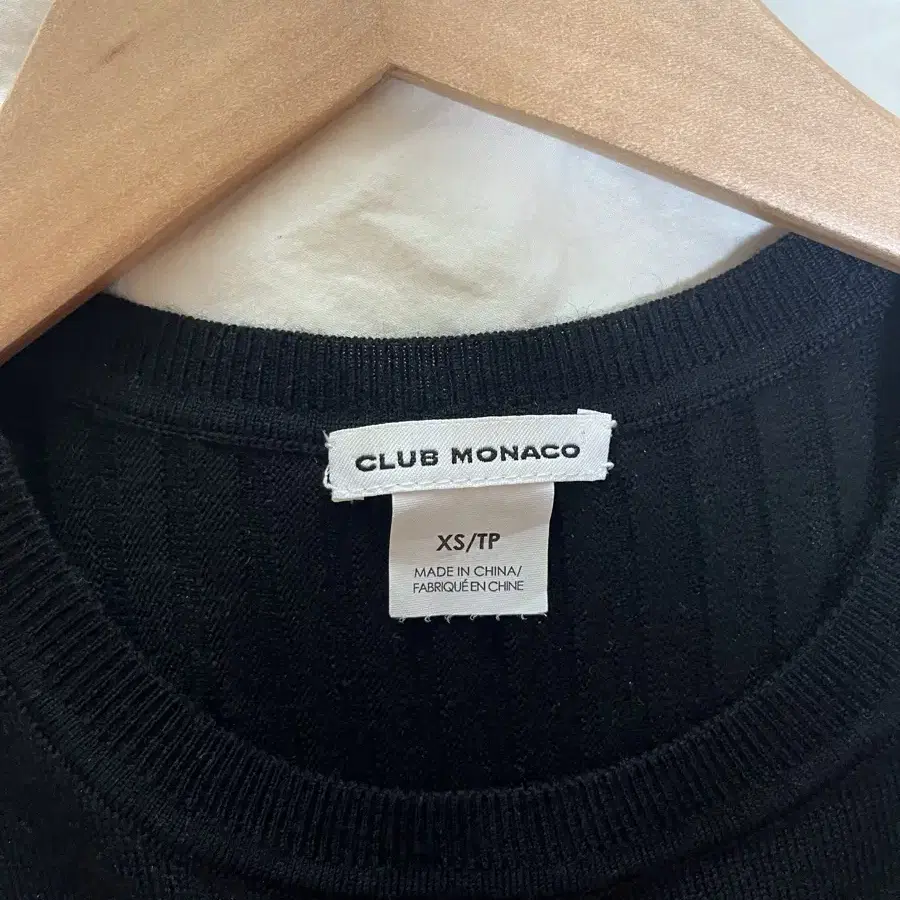 CLUB MONACO
XS/TP
MADE IN CHINA/
FABRIQUÉ EN CHINE